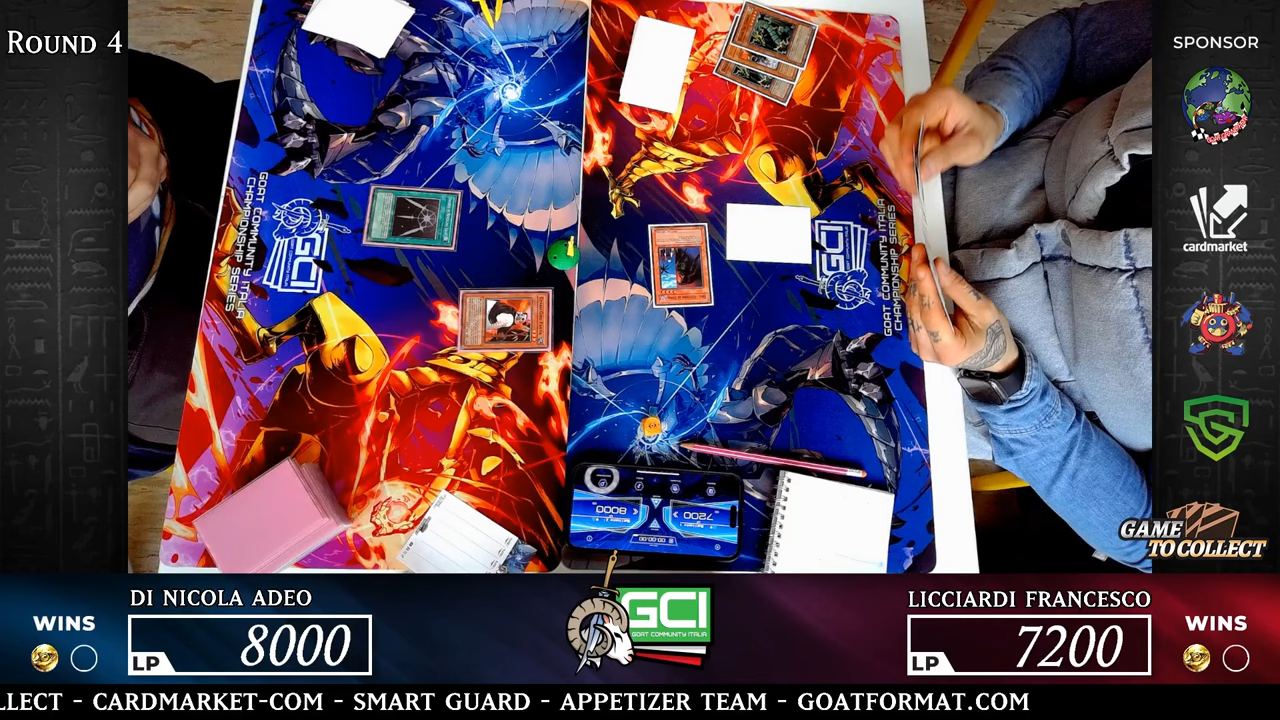 ROUND 4
SPONSOR
cardmarket
GAME
TO COLLECT
GOAT COMMUNITY ITALIA
CHAMPIONSHIP SERIES
GCI
GOAT COMMUNITY ITALIA
CHAMPIONSHIP SERIES
GCI
8000
7200
DI NICOLA ADEO
LICCIARDI FRANCESCO
WINS
LP 8000
GCI
GOAT COMMUNITY ITALIA
LP 7200
WINS
LLECT - CARDMARKET-COM - SMART GUARD - APPETIZER TEAM - GOATFORMAT.COM